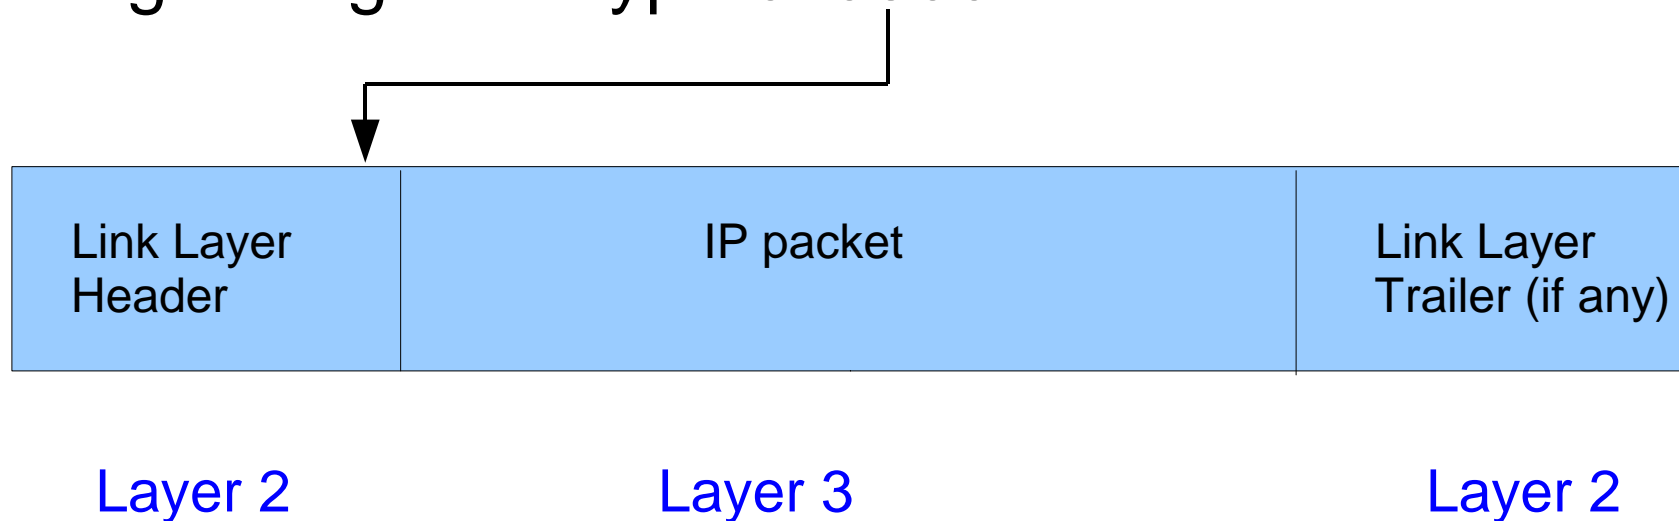 Link Layer
Header
IP packet
Link Layer
Trailer (if any)
Layer 2
Layer 3
Layer 2